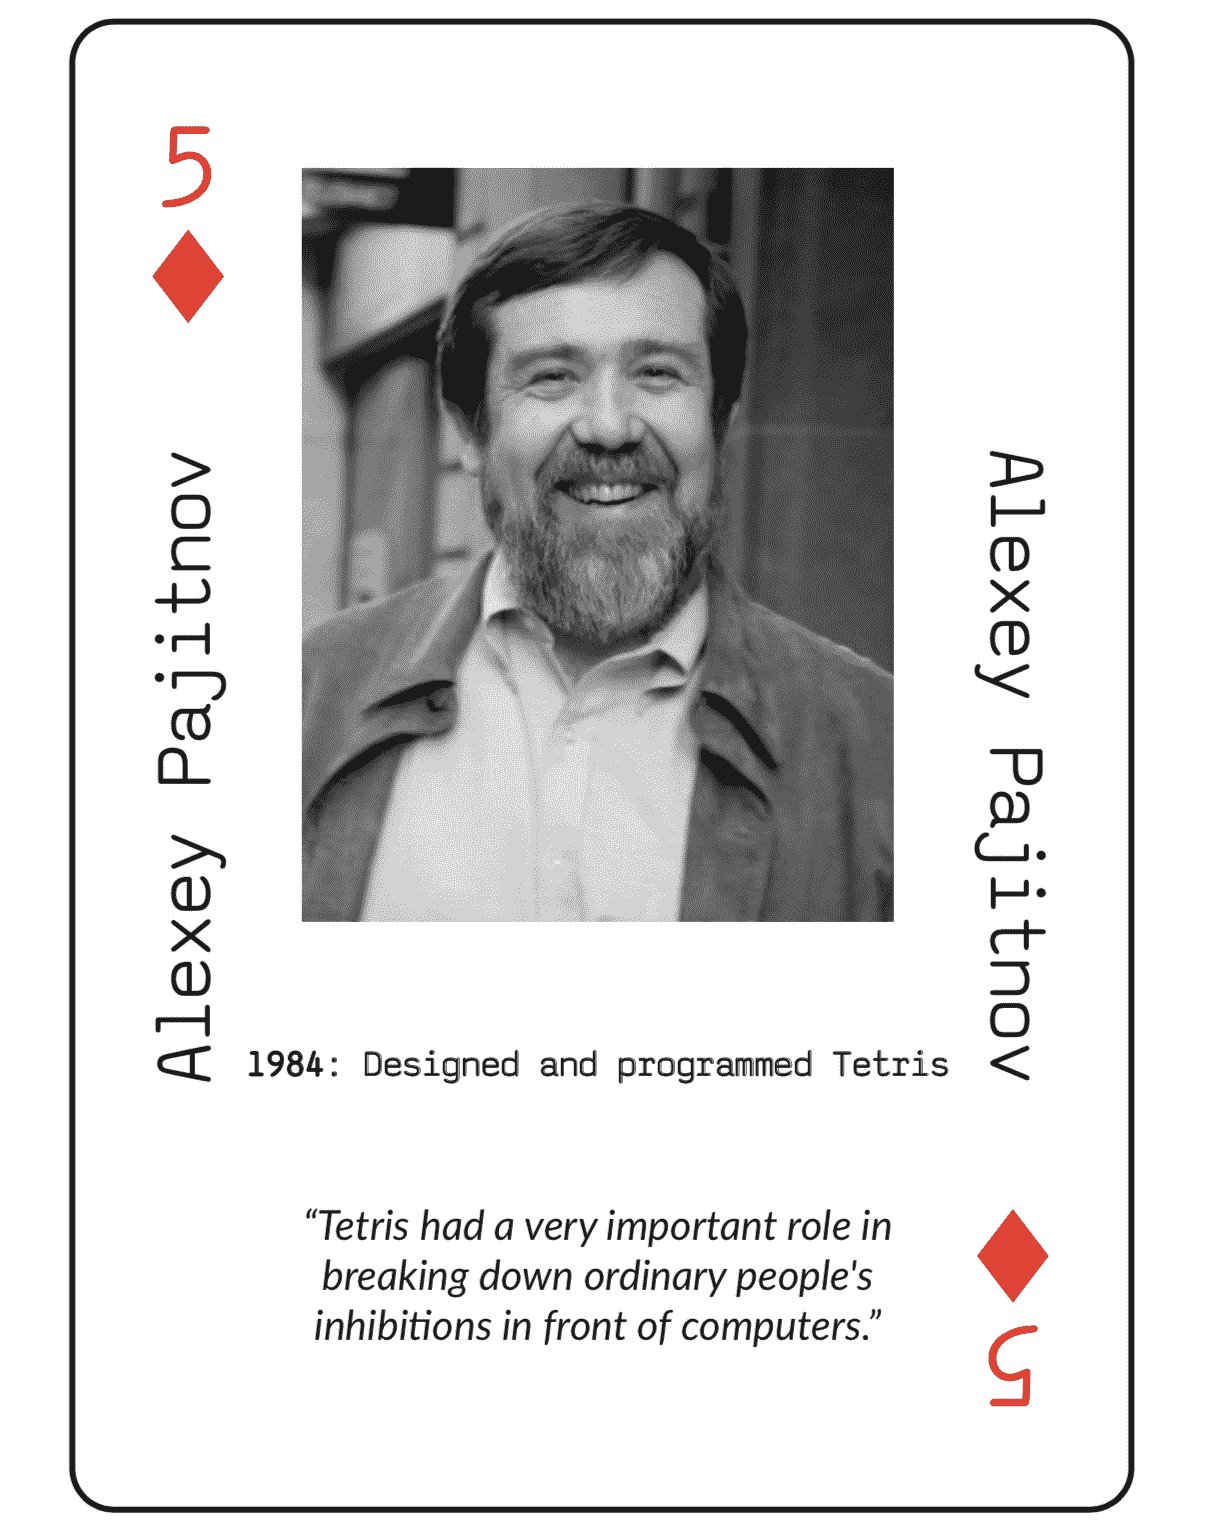 5
Alexey Pajitnov
Alexey Pajitnov
1984: Designed and programmed Tetris
“Tetris had a very important role in
breaking down ordinary people's
inhibitions in front of computers.”
5